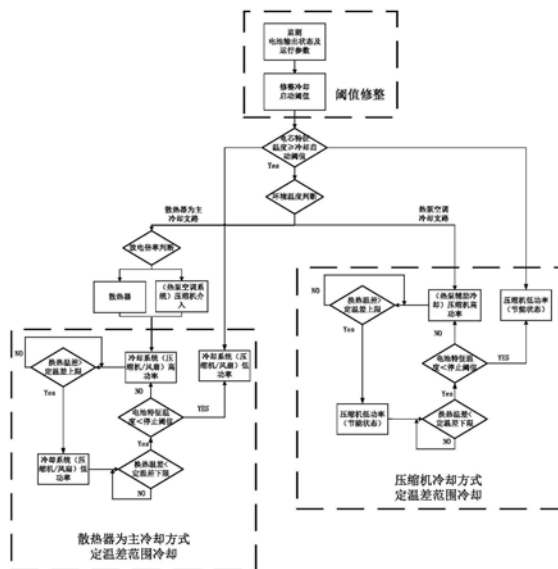 监测
电池输出状态及
运行参数
修整冷却
启动阈值
阈值修整
电芯特征
温度≥冷却启
动阈值
Yes
环境温度判断
散热器为主
冷却支路
热泵空调
冷却支路
放电倍率判断
散热器
(热泵空调系
统)压缩机介
入
NO
换热温差>
定温差上限
Yes
冷却系统(压
缩机/风扇)高
功率
NO
电池特征温
度<停止阈值
YES
冷却系统(压
缩机/风扇)低
功率
Yes
冷却系统(压
缩机/风扇)低
功率
换热温差<
定温差下限
NO
散热器为主冷却方式
定温差范围冷却
NO
换热温差>
定温差上限
Yes
(热泵辅助冷
却)压缩机高
功率
NO
压缩机低功率
(节能状态)
电池特征温
度<停止阈值
YES
Yes
压缩机低功率
(节能状态)
换热温差<
定温差下限
NO
压缩机冷却方式
定温差范围冷却